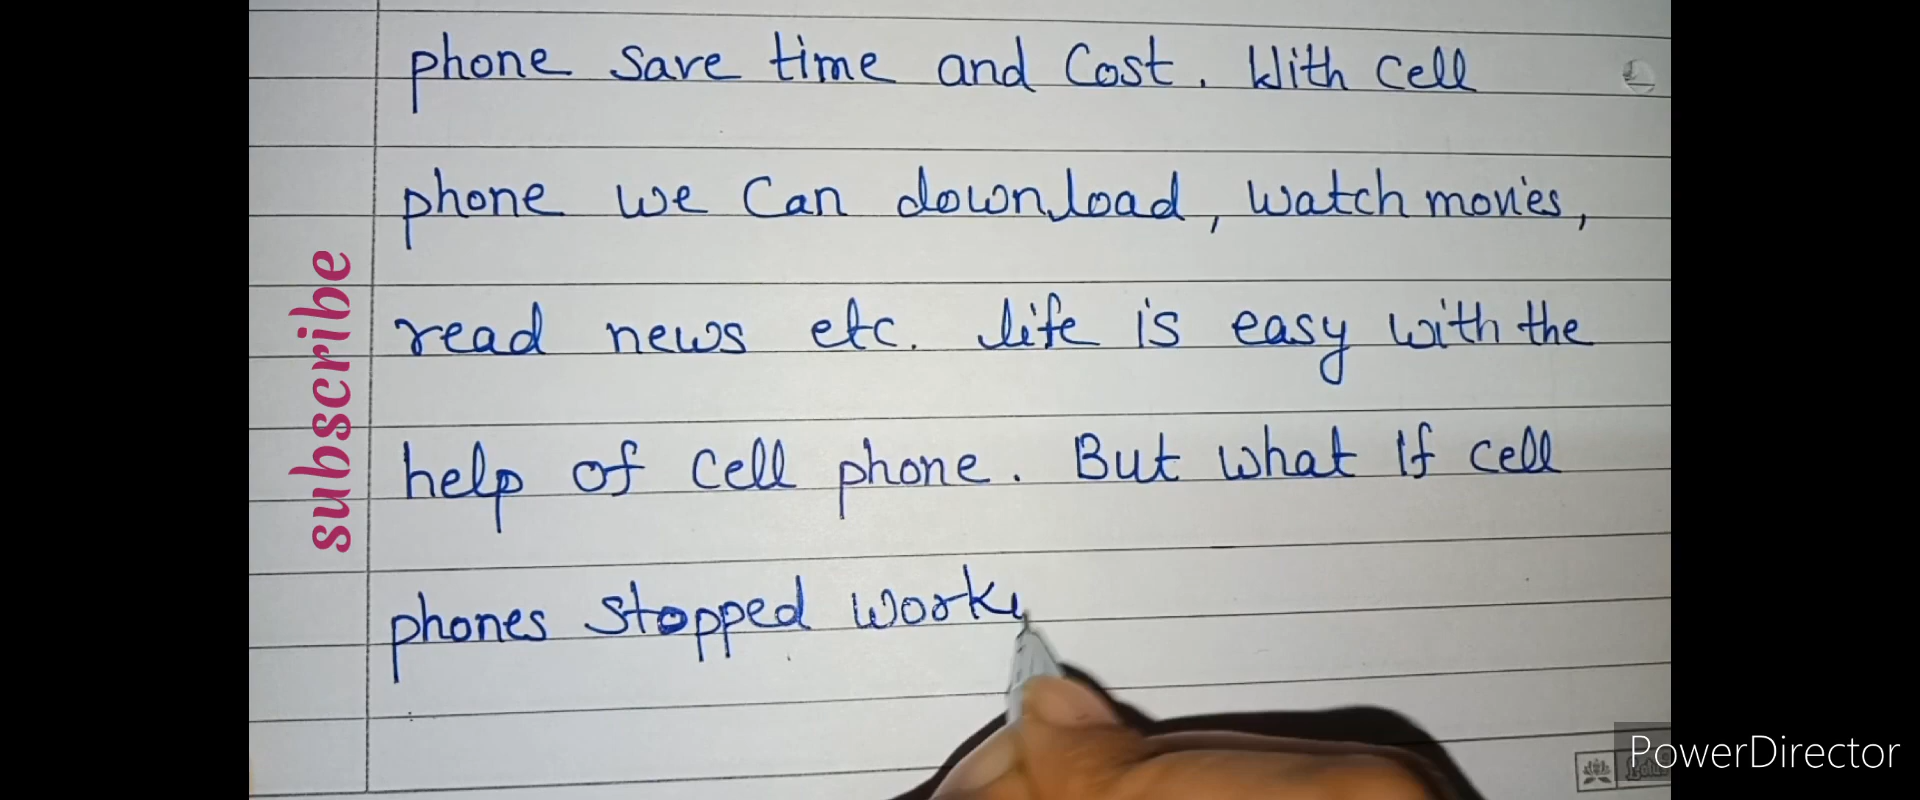 phone save time and Cost. With Cell
phone we Can download, watch movies,
read news etc. life is easy with the
help of Cell phone. But what If cell
phones stopped work
subscribe
PowerDirector